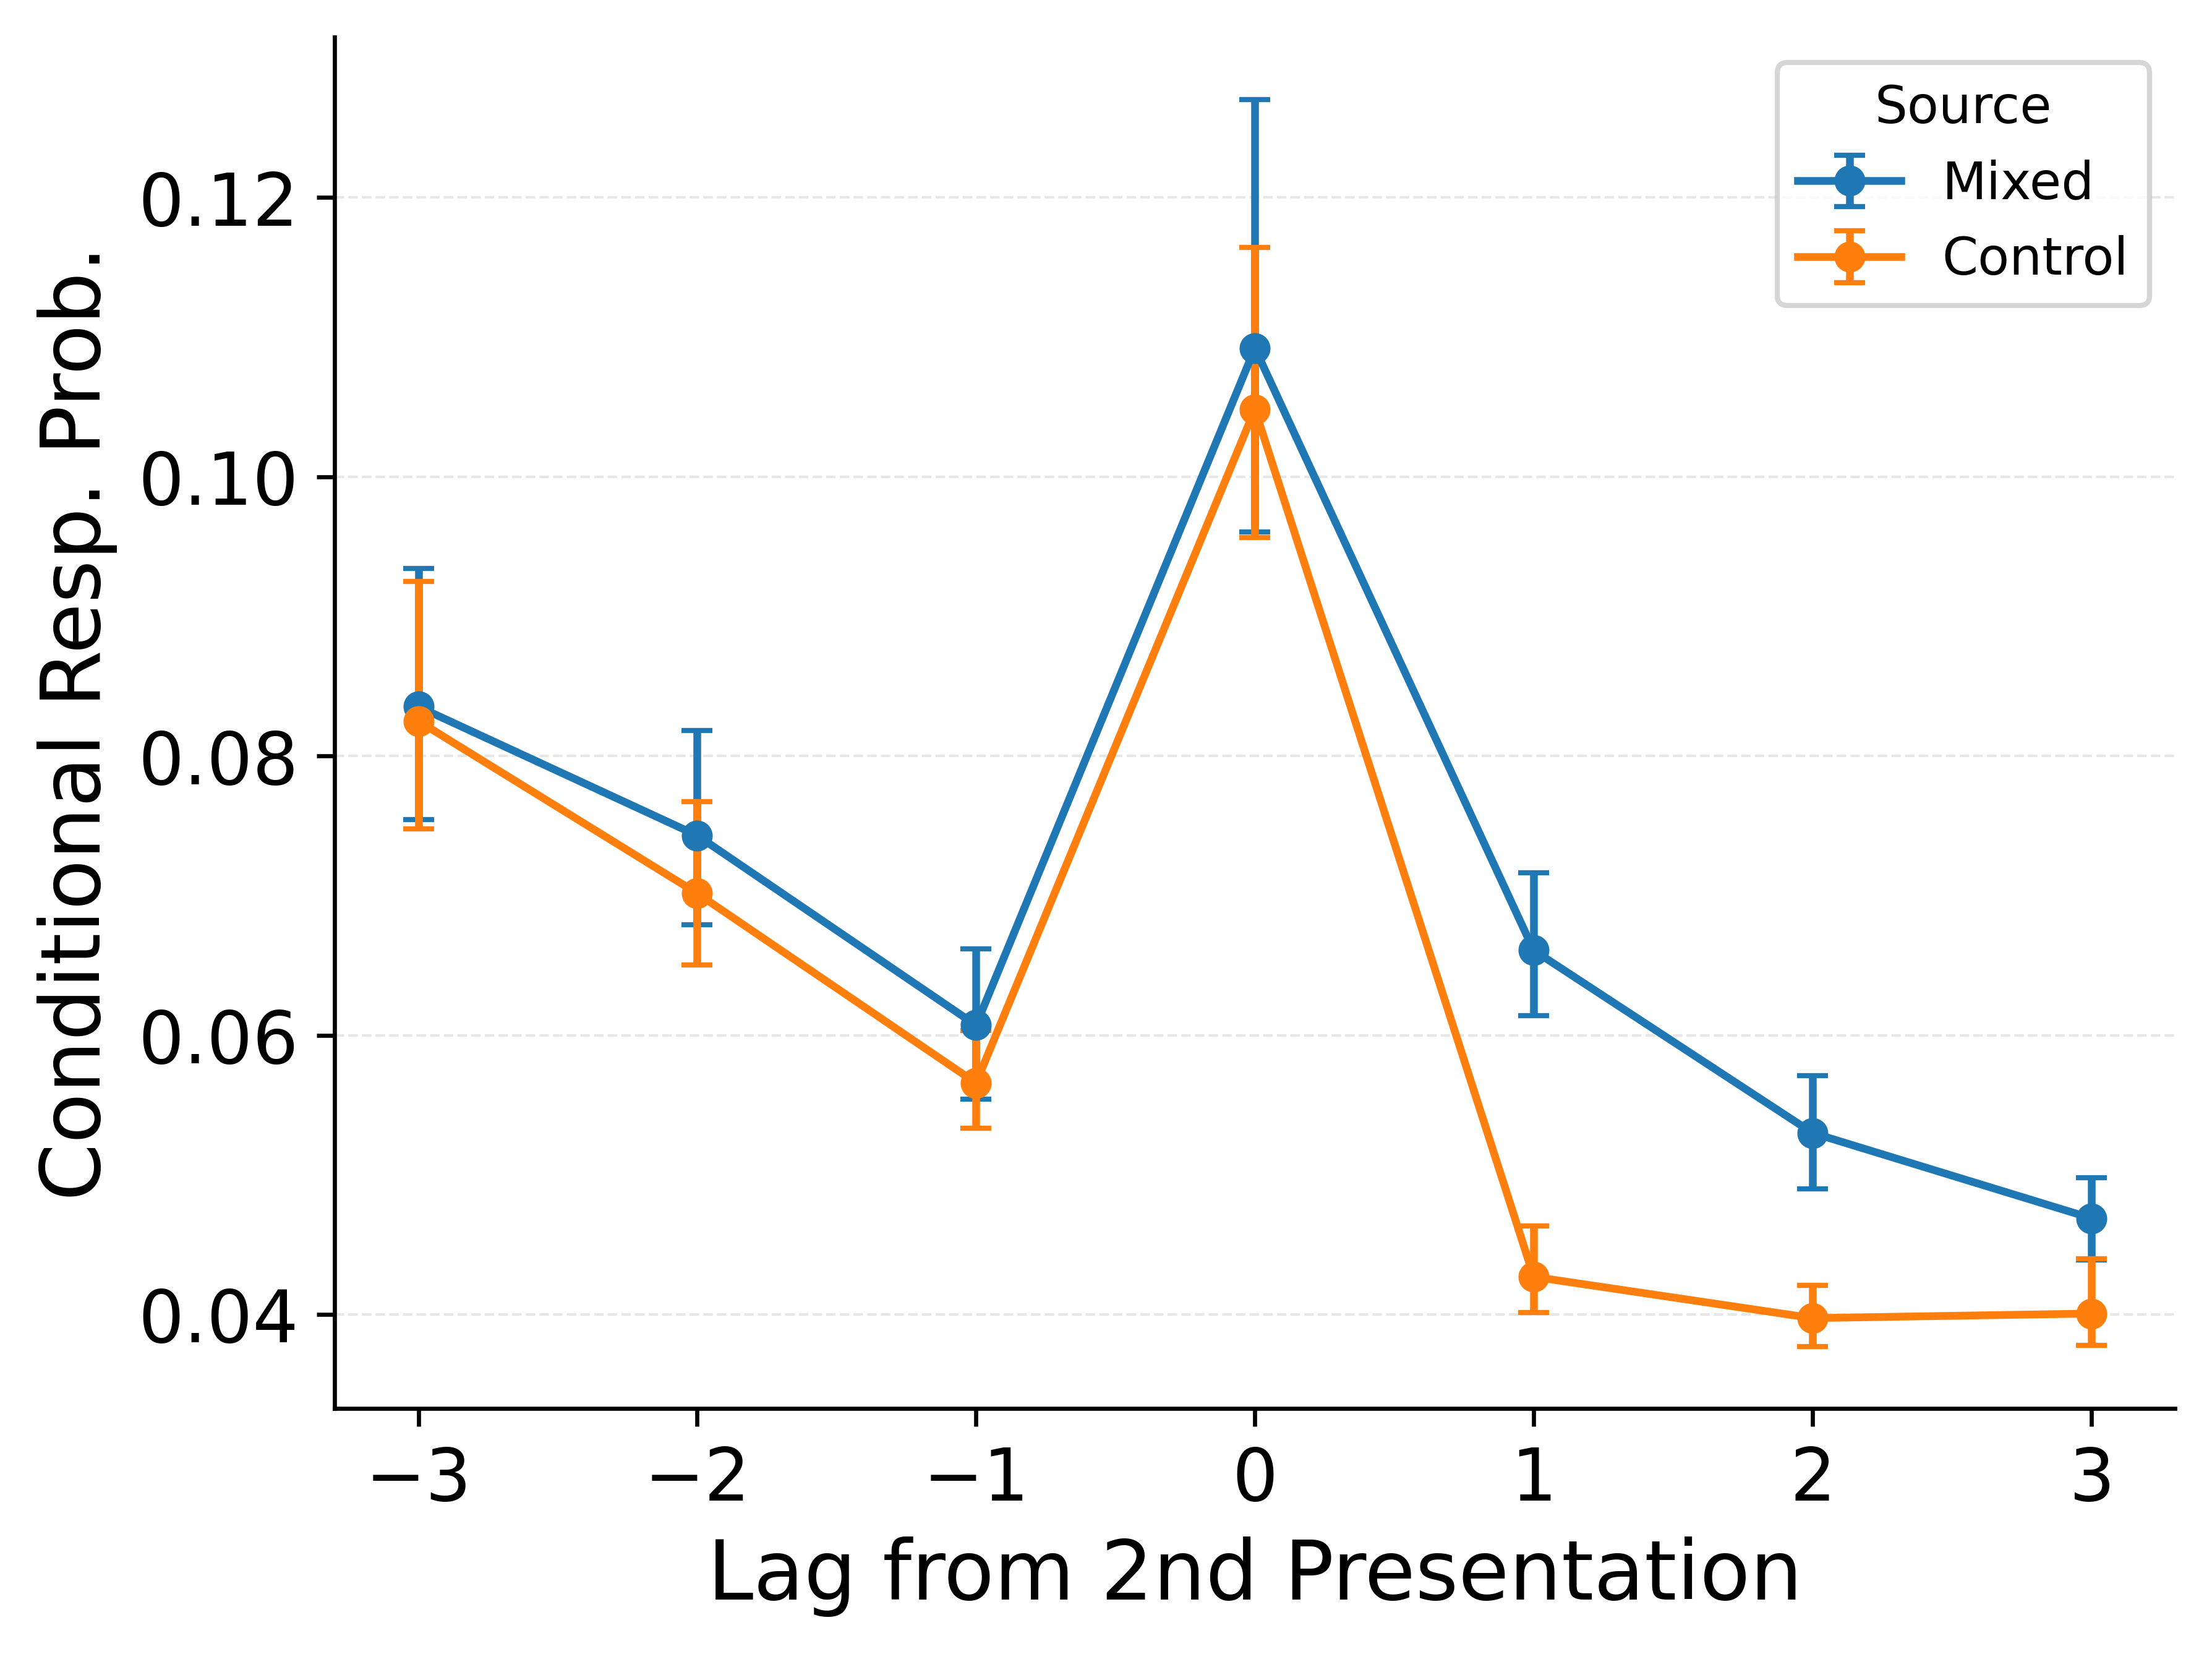 Source
Mixed
Control
Conditional Resp. Prob.
0.12
0.10
0.08
0.06
0.04
−3 −2 −1 0 1 2 3
Lag from 2nd Presentation